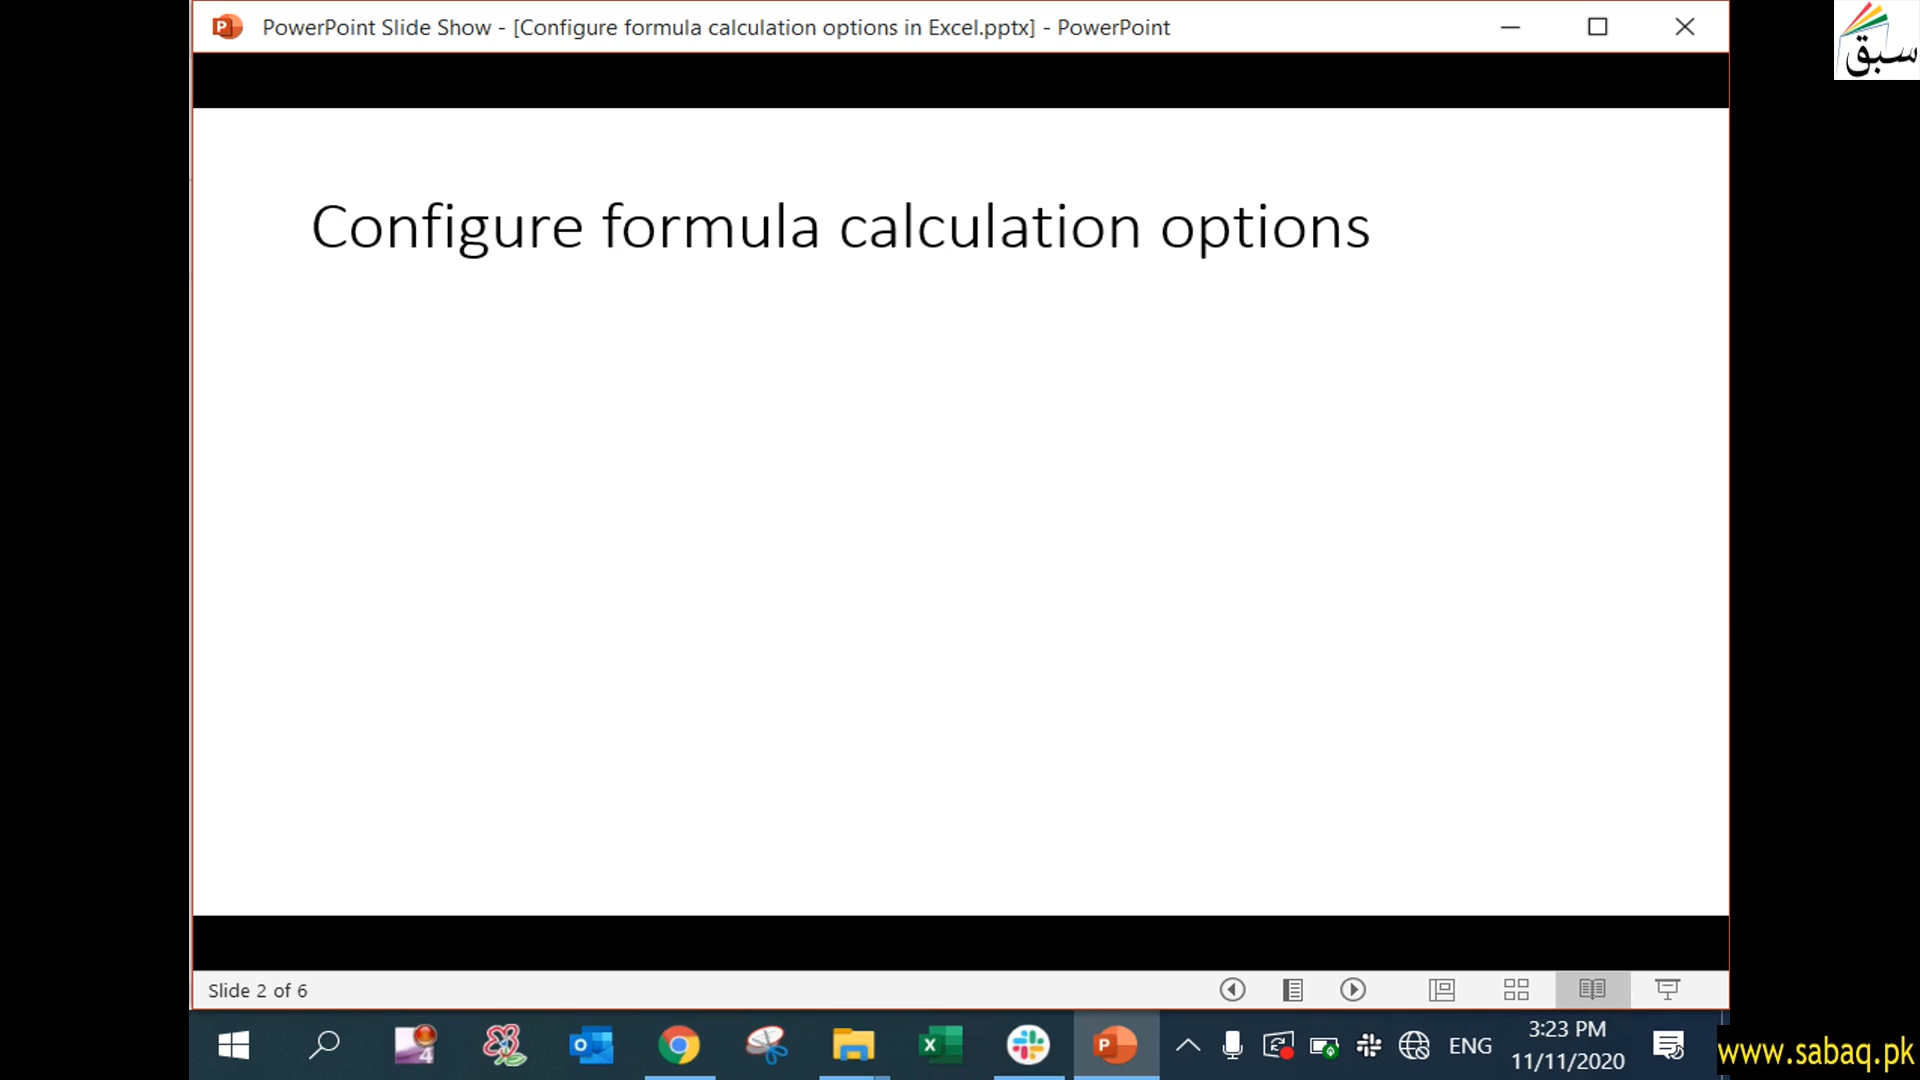 PowerPoint Slide Show - [Configure formula calculation options in Excel.pptx] - PowerPoint
سبق
Configure formula calculation options
Slide 2 of 6
4
ENG
3:23 PM
11/11/2020
www.sabaq.pk